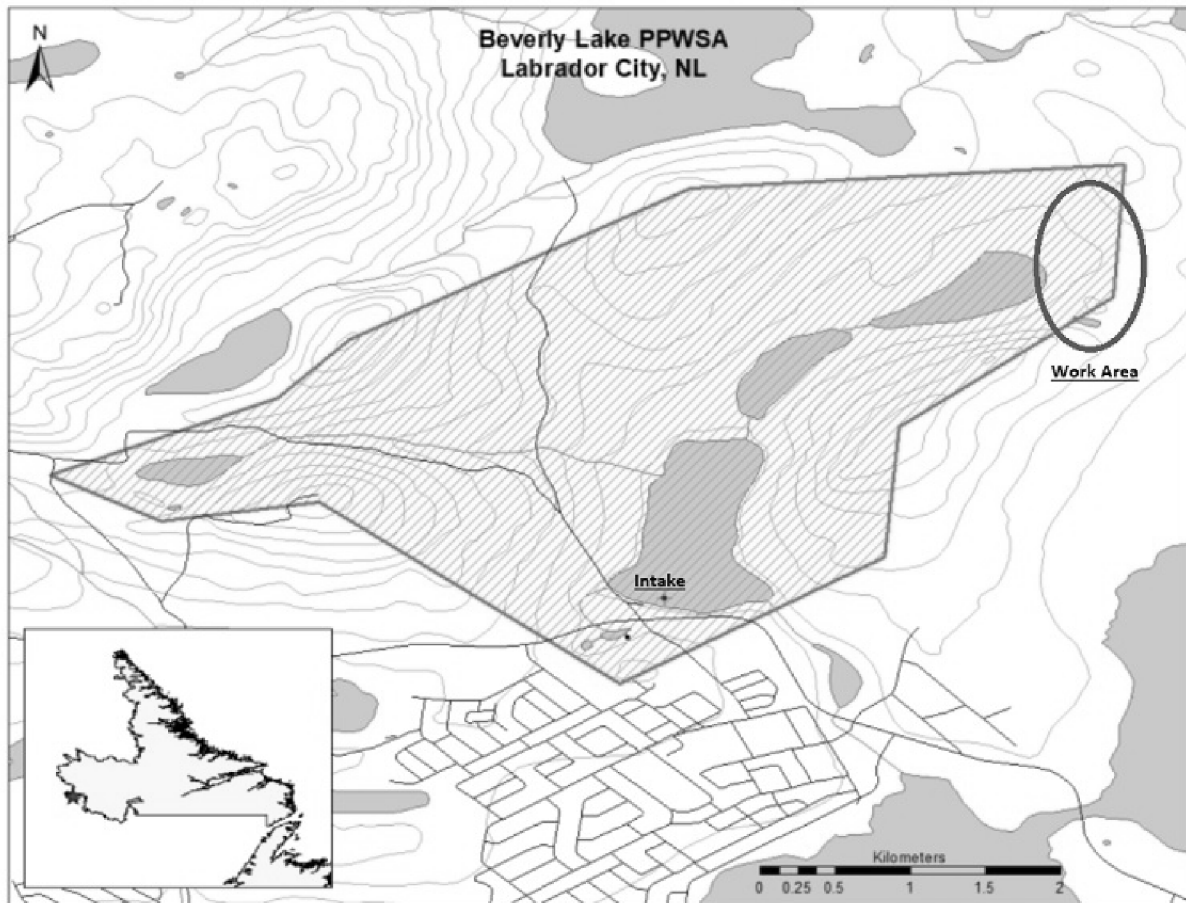 N
Beverly Lake PPWSA
Labrador City, NL
Work Area
Intake
Kilometers
0 0.25 0.5 1 1.5 2